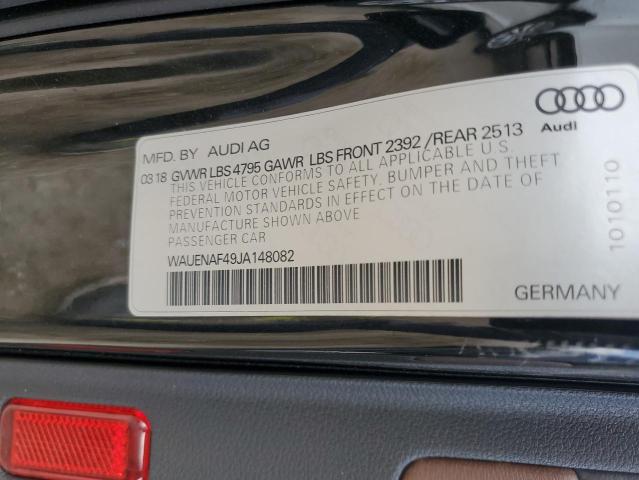 MFD. BY AUDI AG
Audi
03 18 GVWR LBS 4795 GAWR LBS FRONT 2392 /REAR 2513
THIS VEHICLE CONFORMS TO ALL APPLICABLE U.S.
FEDERAL MOTOR VEHICLE SAFETY, BUMPER AND THEFT
PREVENTION STANDARDS IN EFFECT ON THE DATE OF
MANUFACTURE SHOWN ABOVE
PASSENGER CAR
WAUENAF49JA148082
1010110
GERMANY